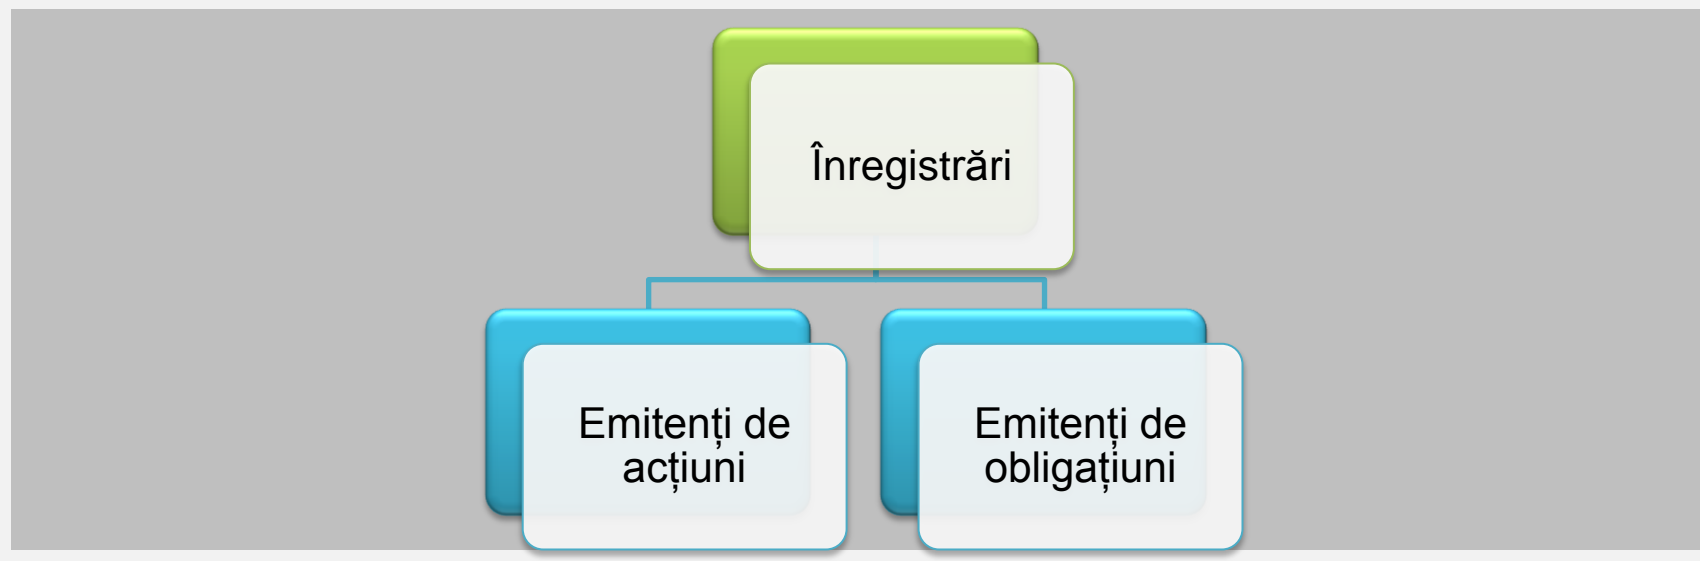 Înregistrări
Emitenți de
acțiuni
Emitenți de
obligațiuni